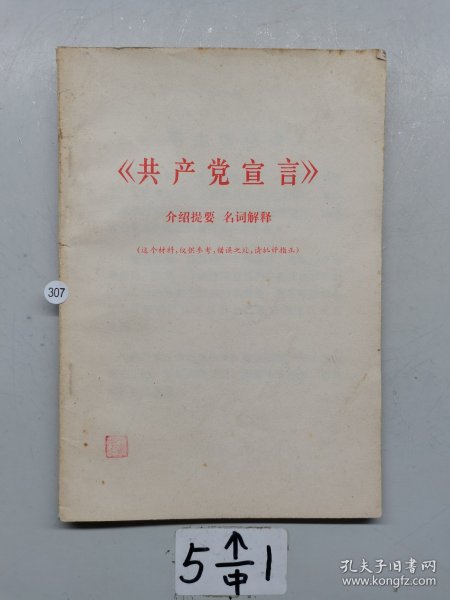 《共产党宣言》
介绍提要 名词解释
（这个材料，仅供参考，错误之处，请批评指正）
307
5 ↑/中 1
孔夫子旧书网
www.kongfz.com